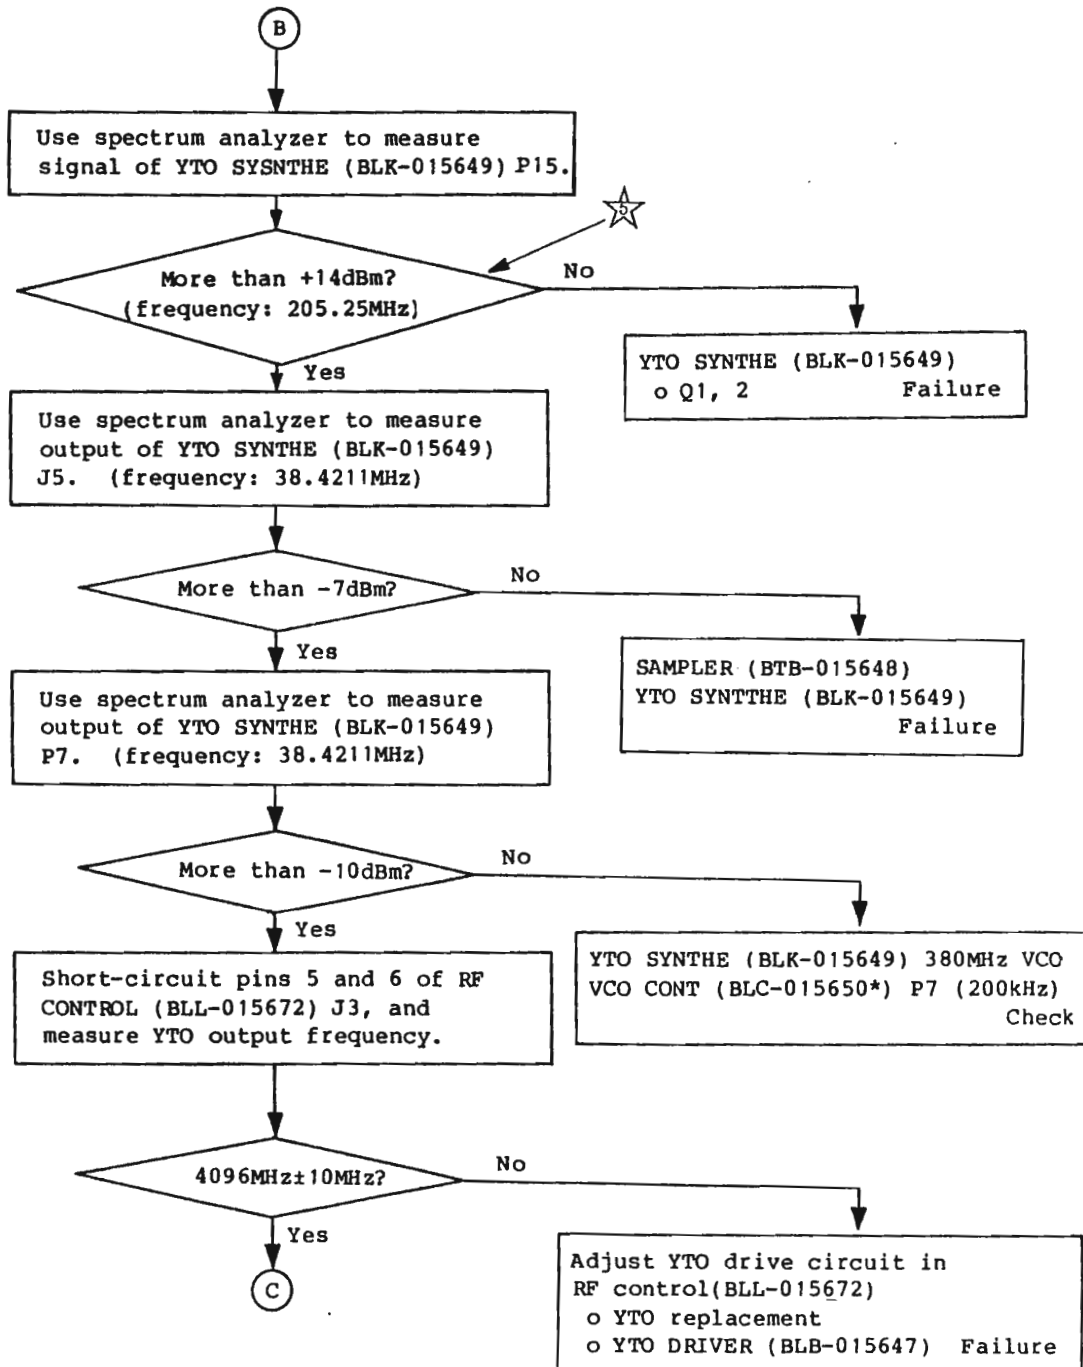 B
Use spectrum analyzer to measure
signal of YTO SYSNTHE (BLK-015649) P15.
5
More than +14dBm?
(frequency: 205.25MHz)
No
YTO SYNTHE (BLK-015649)
o Q1, 2 Failure
Yes
Use spectrum analyzer to measure
output of YTO SYNTHE (BLK-015649)
J5. (frequency: 38.4211MHz)
More than -7dBm?
No
SAMPLER (BTB-015648)
YTO SYNTTHE (BLK-015649)
Failure
Yes
Use spectrum analyzer to measure
output of YTO SYNTHE (BLK-015649)
P7. (frequency: 38.4211MHz)
More than -10dBm?
No
YTO SYNTHE (BLK-015649) 380MHz VCO
VCO CONT (BLC-015650*) P7 (200kHz)
Check
Yes
Short-circuit pins 5 and 6 of RF
CONTROL (BLL-015672) J3, and
measure YTO output frequency.
4096MHz±10MHz?
No
Adjust YTO drive circuit in
RF control(BLL-015672)
o YTO replacement
o YTO DRIVER (BLB-015647) Failure
Yes
C